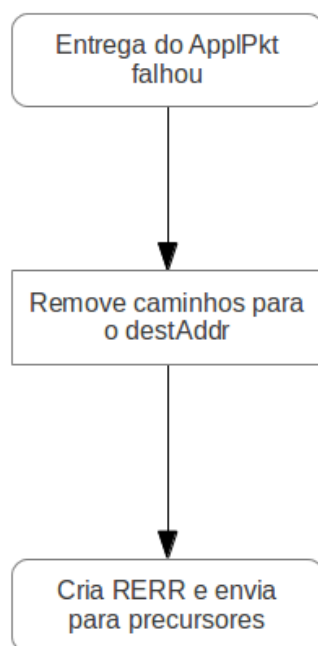 Entrega do ApplPkt
falhou
Remove caminhos para
o destAddr
Cria RERR e envia
para precursores